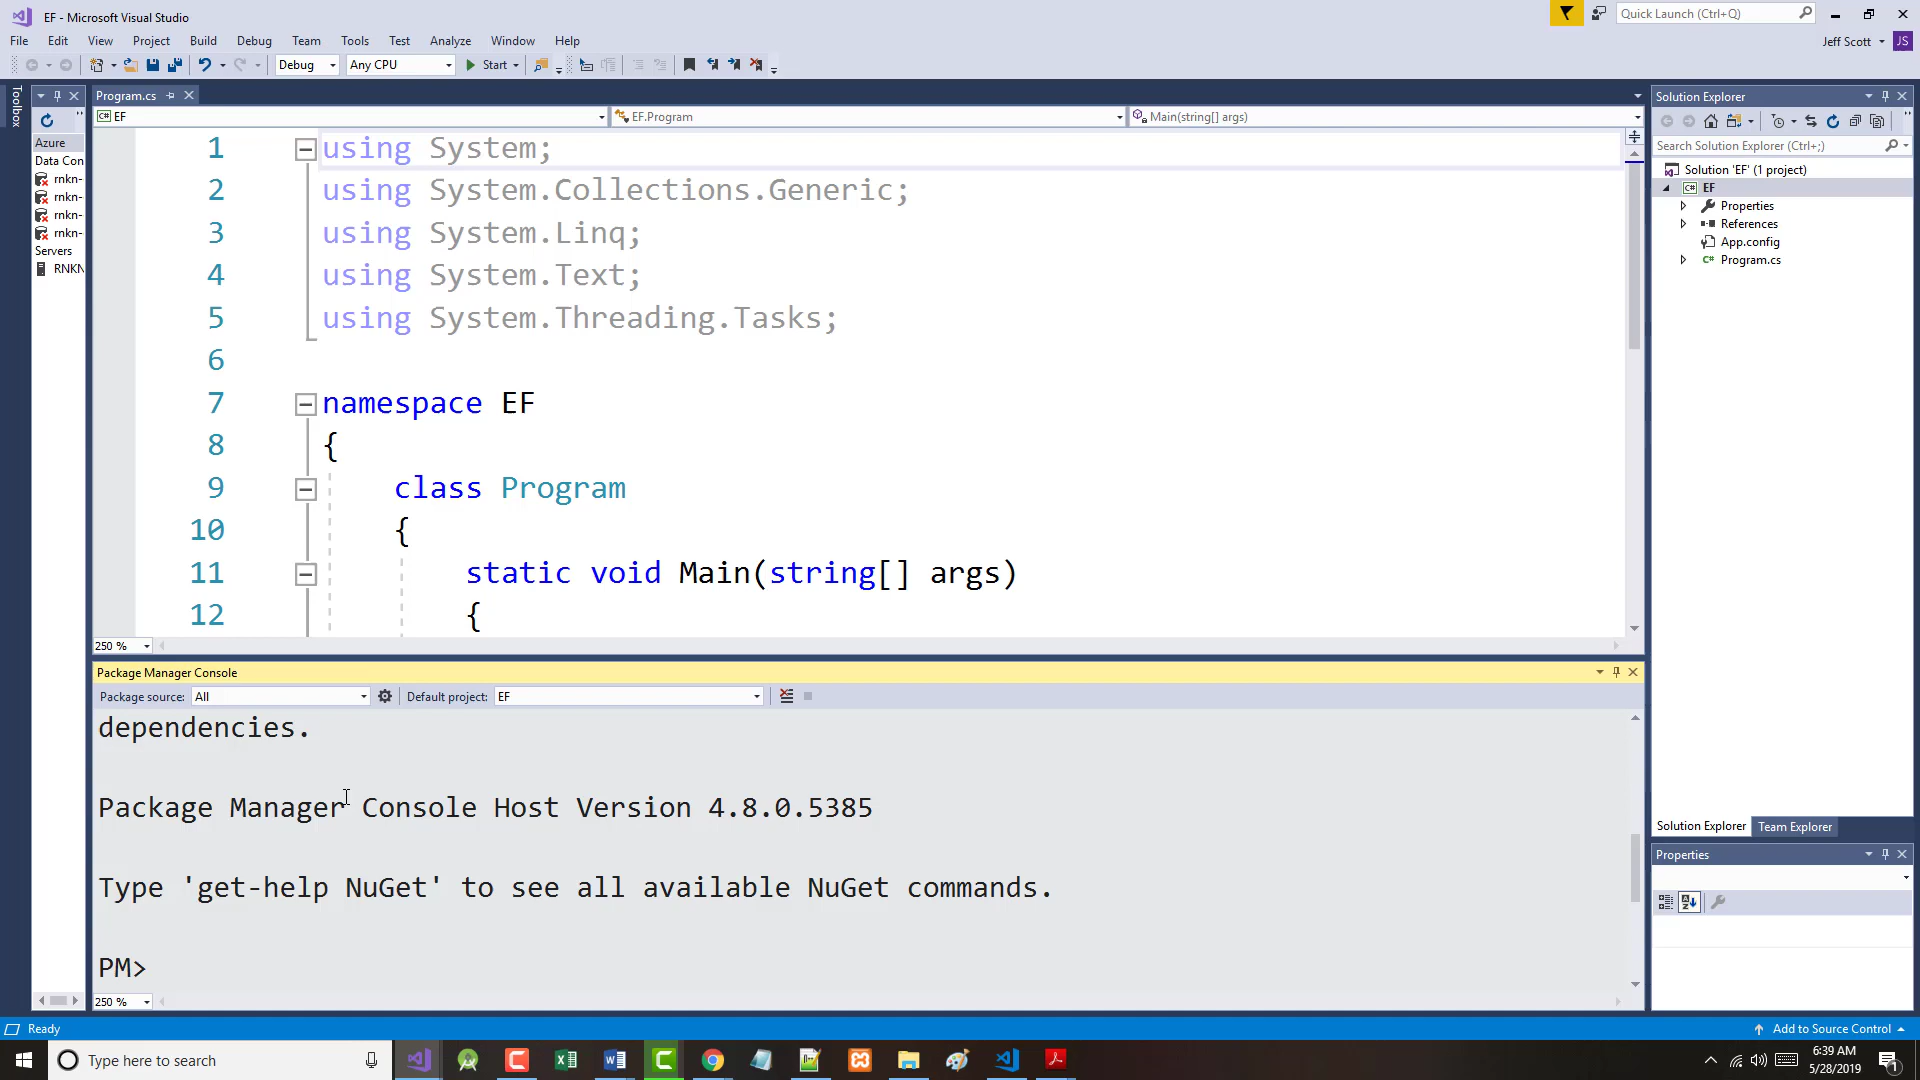 EF - Microsoft Visual Studio
Quick Launch (Ctrl+Q)
File Edit View Project Build Debug Team Tools Test Analyze Window Help
Jeff Scott JS
Debug Any CPU Start
Toolbox
Program.cs
EF EF.Program Main(string[] args)
Azure
Data Con
rnkn-
rnkn-
rnkn-
rnkn-
Servers
RNKN
1 using System;
2 using System.Collections.Generic;
3 using System.Linq;
4 using System.Text;
5 using System.Threading.Tasks;
6
7 namespace EF
8 {
9 class Program
10 {
11 static void Main(string[] args)
12 {
250 %
Package Manager Console
Package source: All Default project: EF
dependencies.
Package Manager Console Host Version 4.8.0.5385
Type 'get-help NuGet' to see all available NuGet commands.
PM>
250 %
Solution Explorer
Search Solution Explorer (Ctrl+;)
Solution 'EF' (1 project)
C# EF
Properties
References
App.config
C# Program.cs
Solution Explorer Team Explorer
Properties
Ready
Add to Source Control
Type here to search
6:39 AM
5/28/2019